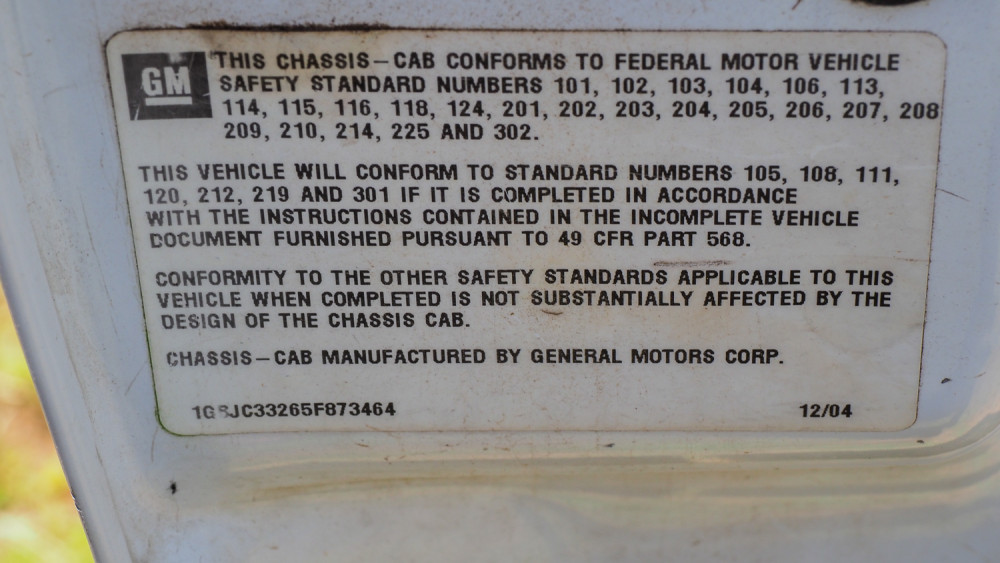 GM
THIS CHASSIS—CAB CONFORMS TO FEDERAL MOTOR VEHICLE
SAFETY STANDARD NUMBERS 101, 102, 103, 104, 106, 113,
114, 115, 116, 118, 124, 201, 202, 203, 204, 205, 206, 207, 208
209, 210, 214, 225 AND 302.
THIS VEHICLE WILL CONFORM TO STANDARD NUMBERS 105, 108, 111,
120, 212, 219 AND 301 IF IT IS COMPLETED IN ACCORDANCE
WITH THE INSTRUCTIONS CONTAINED IN THE INCOMPLETE VEHICLE
DOCUMENT FURNISHED PURSUANT TO 49 CFR PART 568.
CONFORMITY TO THE OTHER SAFETY STANDARDS APPLICABLE TO THIS
VEHICLE WHEN COMPLETED IS NOT SUBSTANTIALLY AFFECTED BY THE
DESIGN OF THE CHASSIS CAB.
CHASSIS—CAB MANUFACTURED BY GENERAL MOTORS CORP.
1GBJC33265F873464 12/04